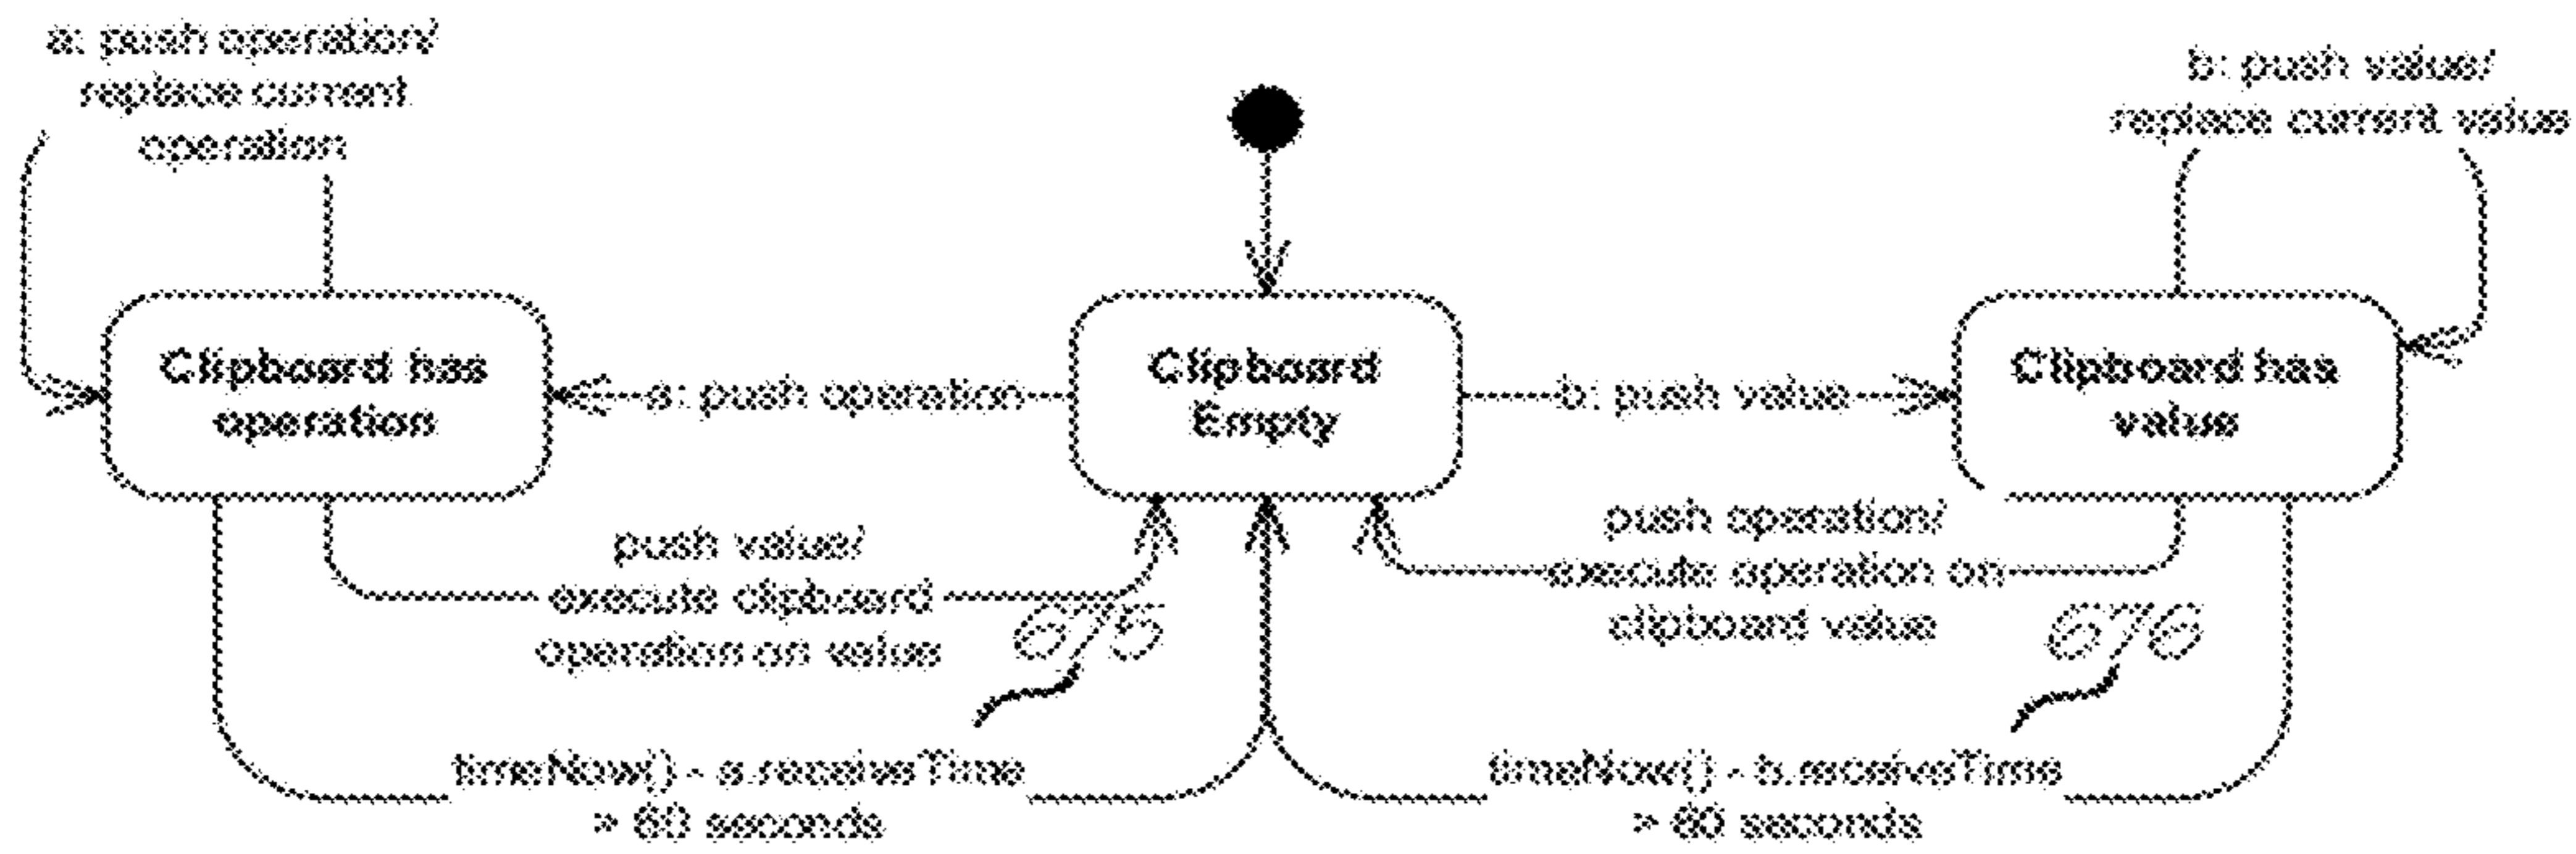 a: push operation/
replace current
operation
b: push value/
replace current value
Clipboard has
operation
a: push operation
Clipboard
Empty
b: push value
Clipboard has
value
push value/
execute clipboard
operation on value
675
push operation/
execute operation on
clipboard value
676
timeNow() - a.receiveTime
> 60 seconds
timeNow() - b.receiveTime
> 60 seconds